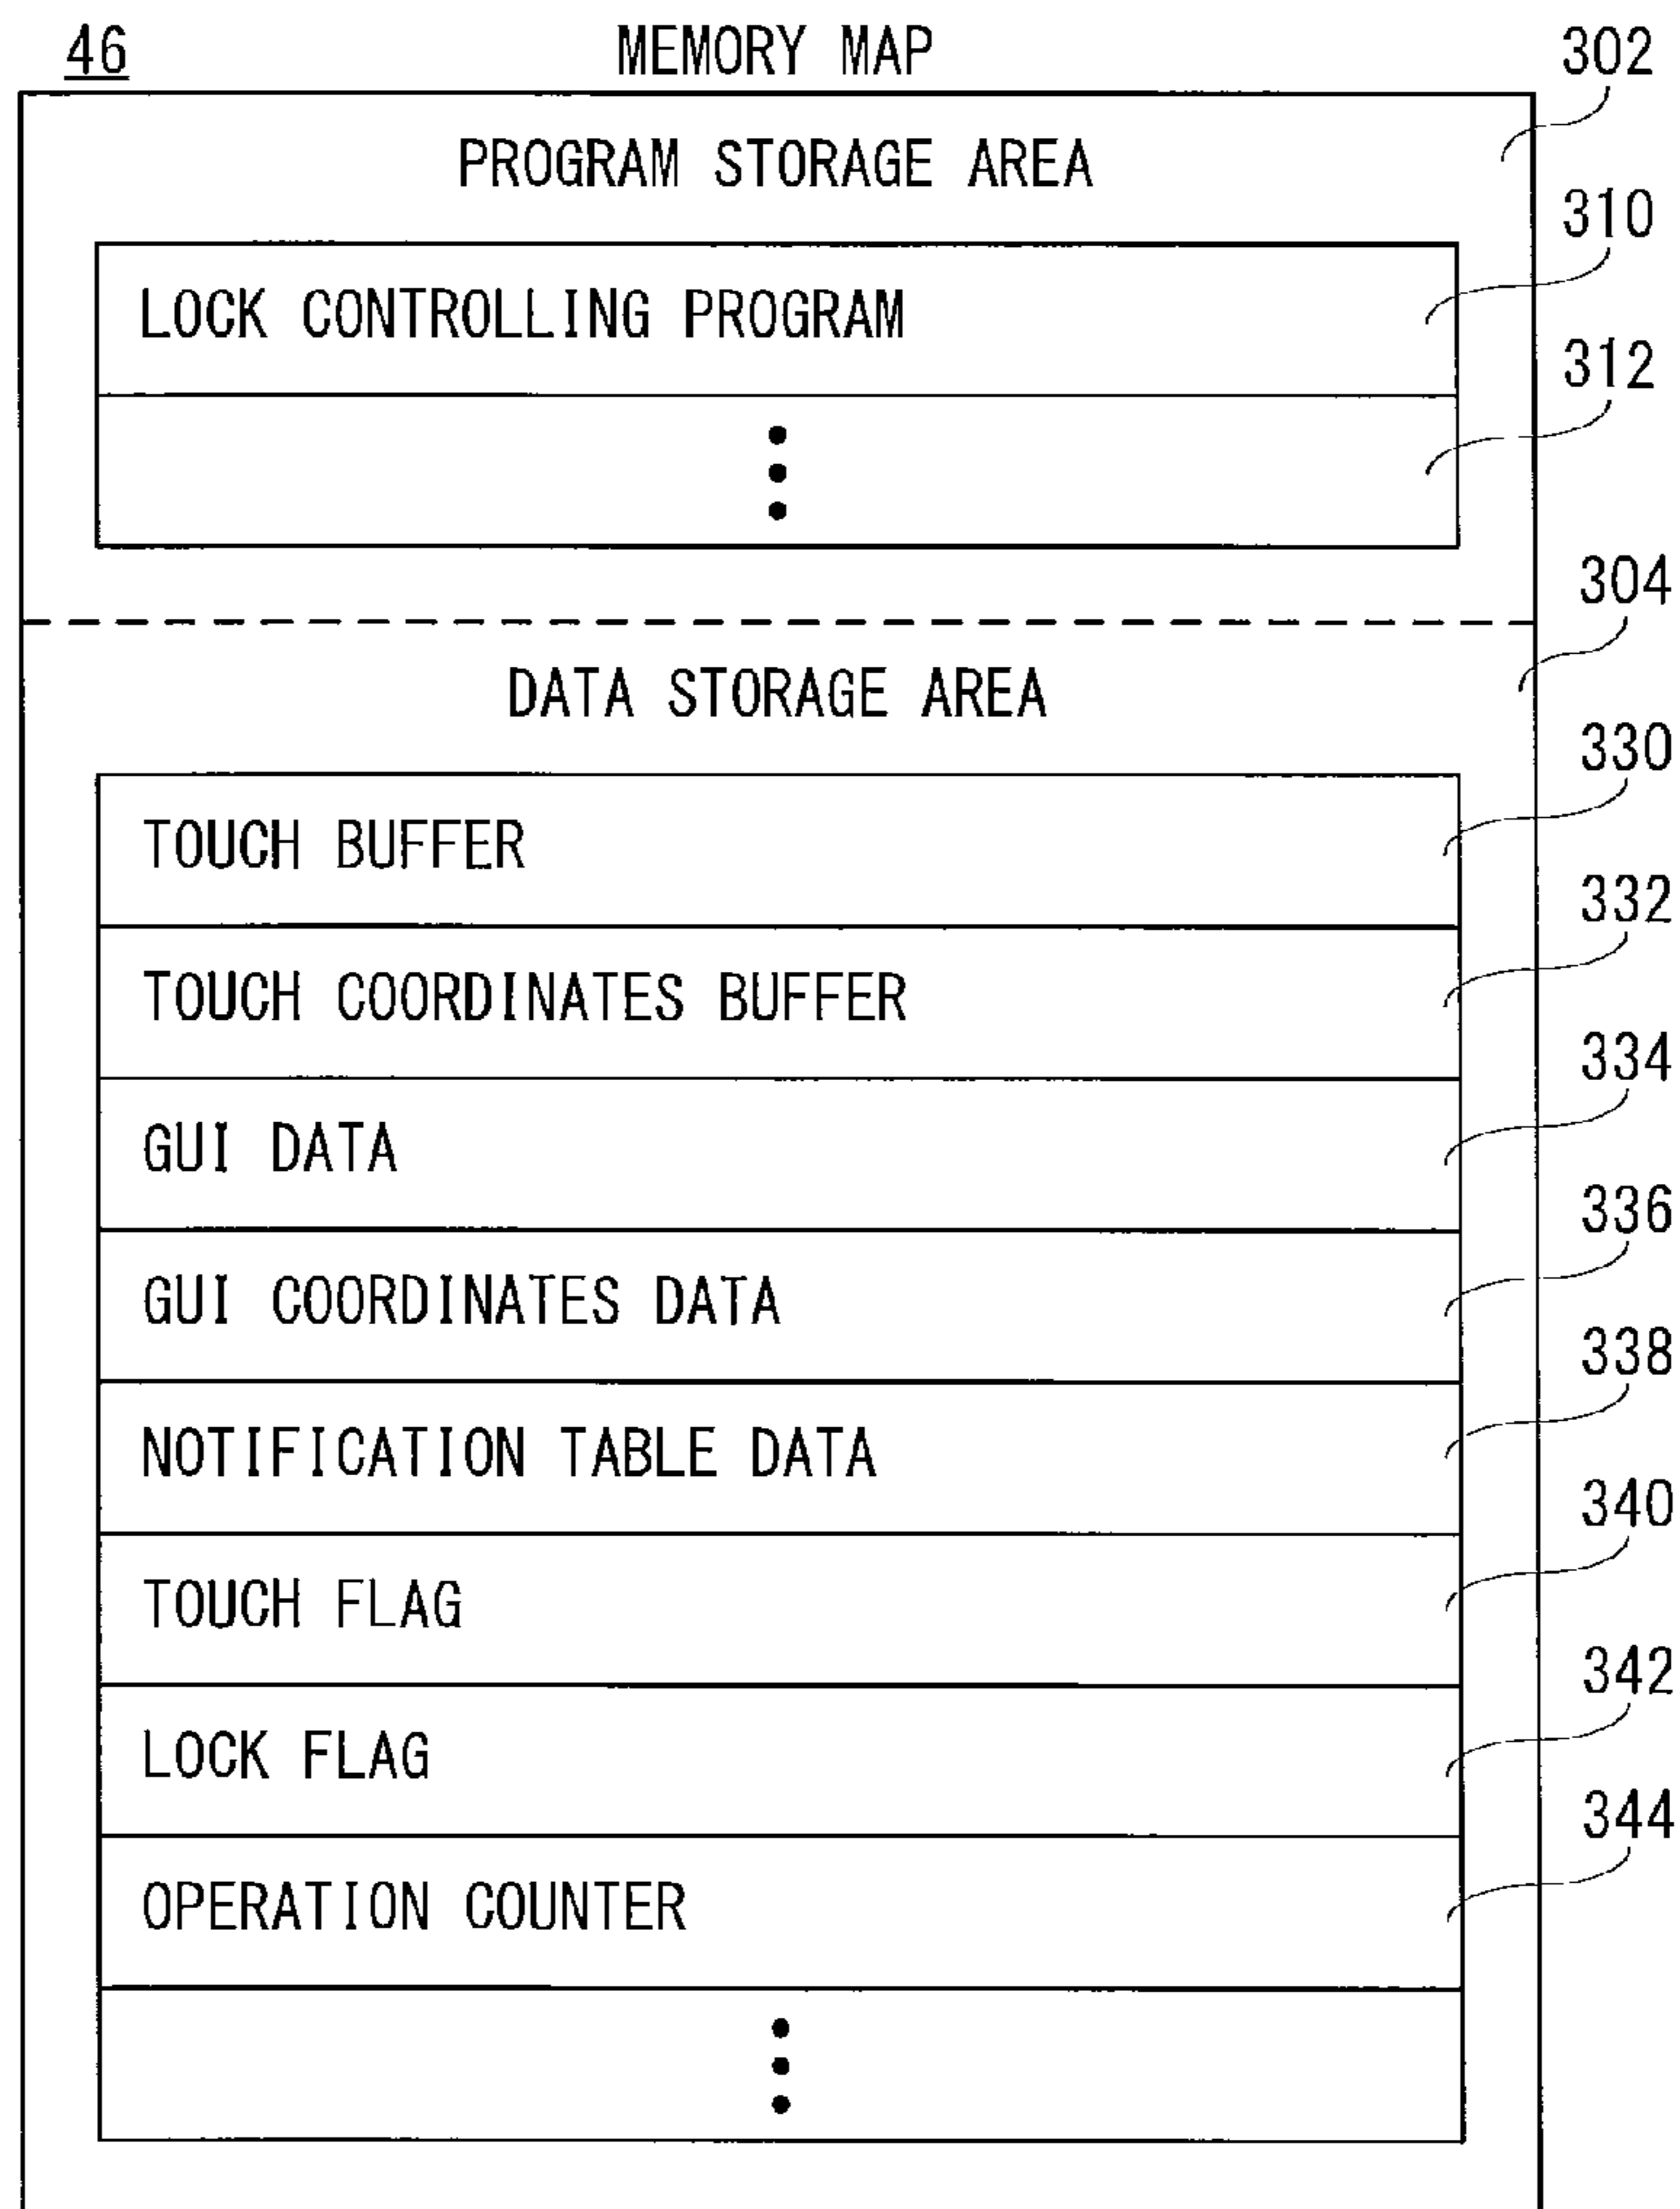 46 MEMORY MAP 302
PROGRAM STORAGE AREA
310
LOCK CONTROLLING PROGRAM
312
304
DATA STORAGE AREA
330
TOUCH BUFFER
332
TOUCH COORDINATES BUFFER
334
GUI DATA
336
GUI COORDINATES DATA
338
NOTIFICATION TABLE DATA
340
TOUCH FLAG
342
LOCK FLAG
344
OPERATION COUNTER